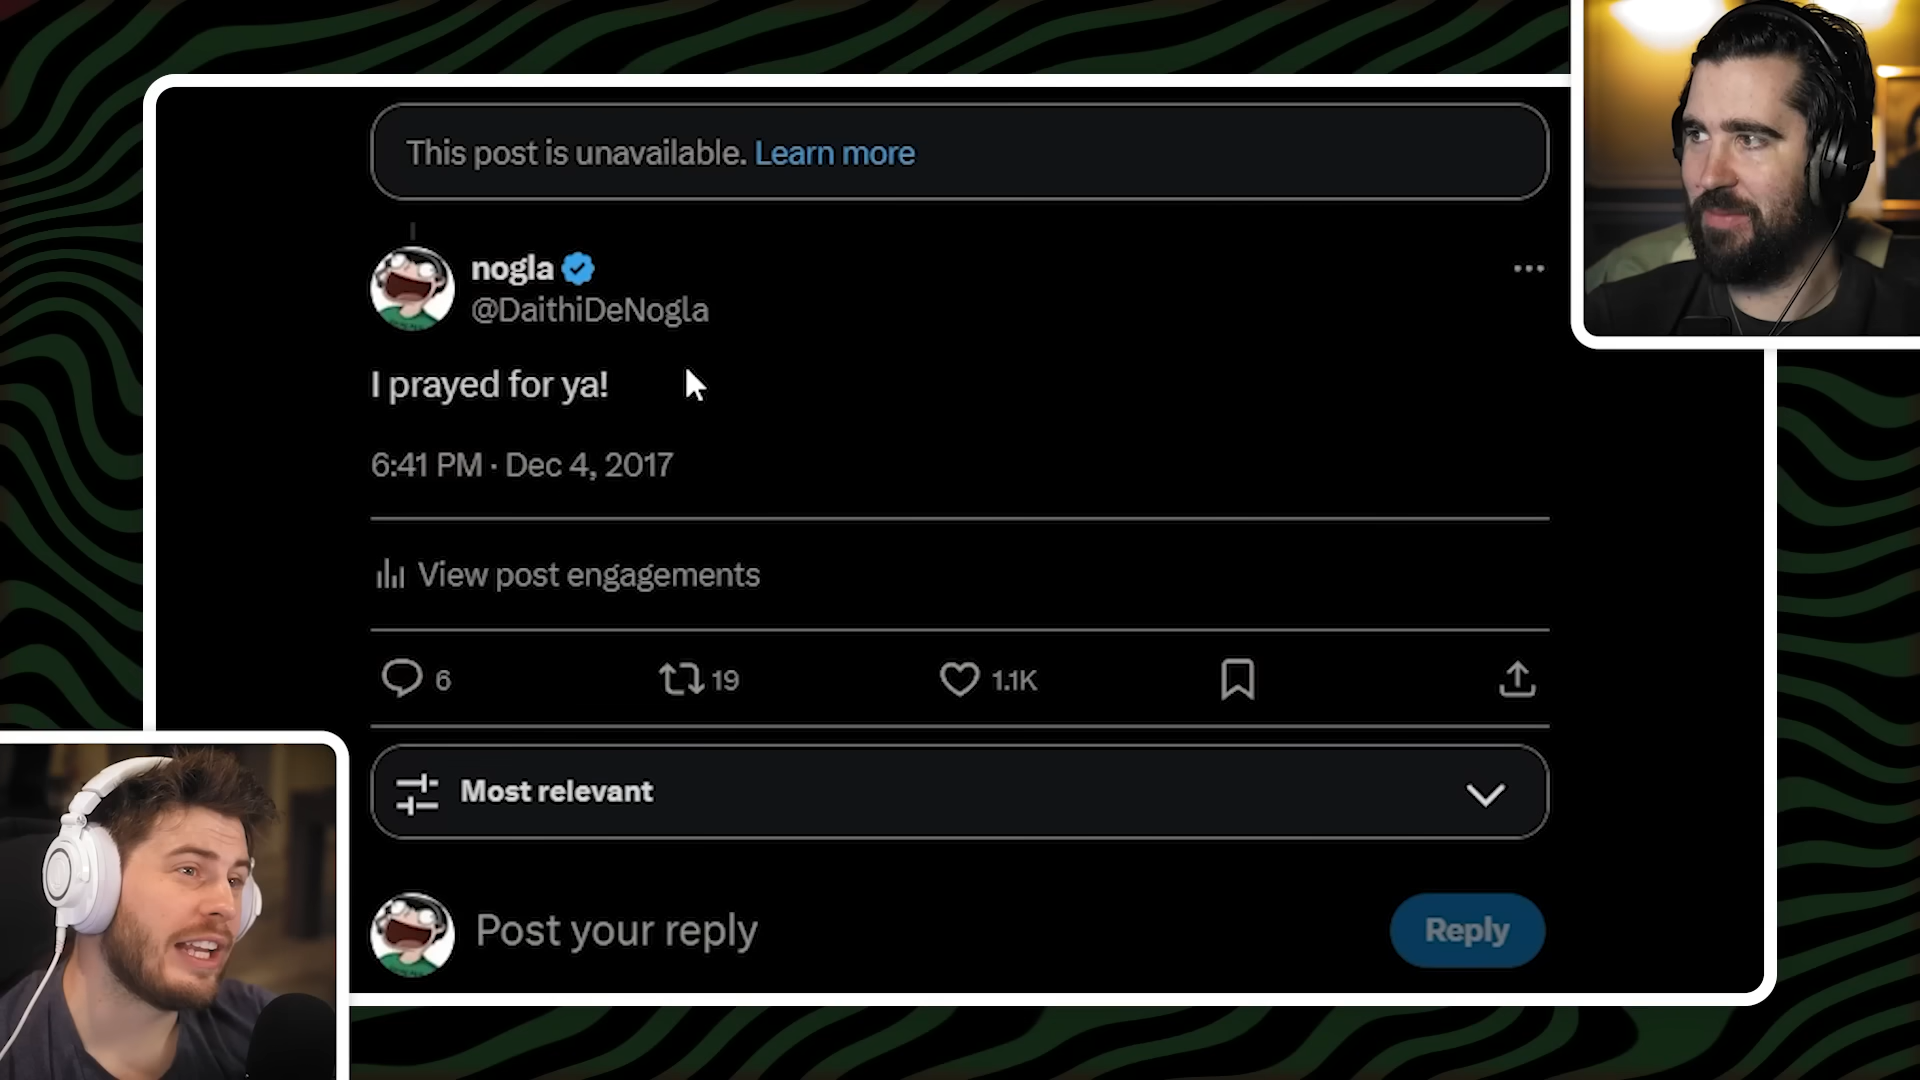 This post is unavailable. Learn more
nogla
@DaithiDeNogla
I prayed for ya!
6:41 PM · Dec 4, 2017
View post engagements
6 19 1.1K
Most relevant
Post your reply Reply